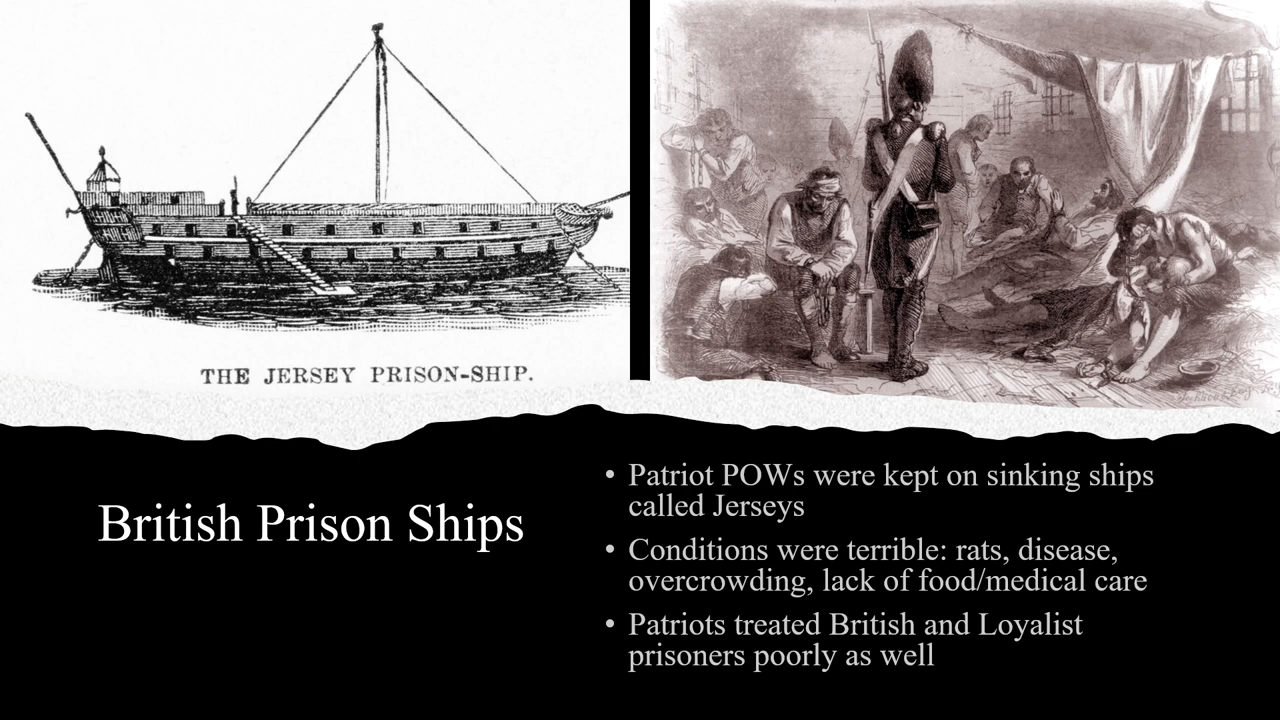 THE JERSEY PRISON-SHIP.
British Prison Ships
• Patriot POWs were kept on sinking ships
called Jerseys
• Conditions were terrible: rats, disease,
overcrowding, lack of food/medical care
• Patriots treated British and Loyalist
prisoners poorly as well